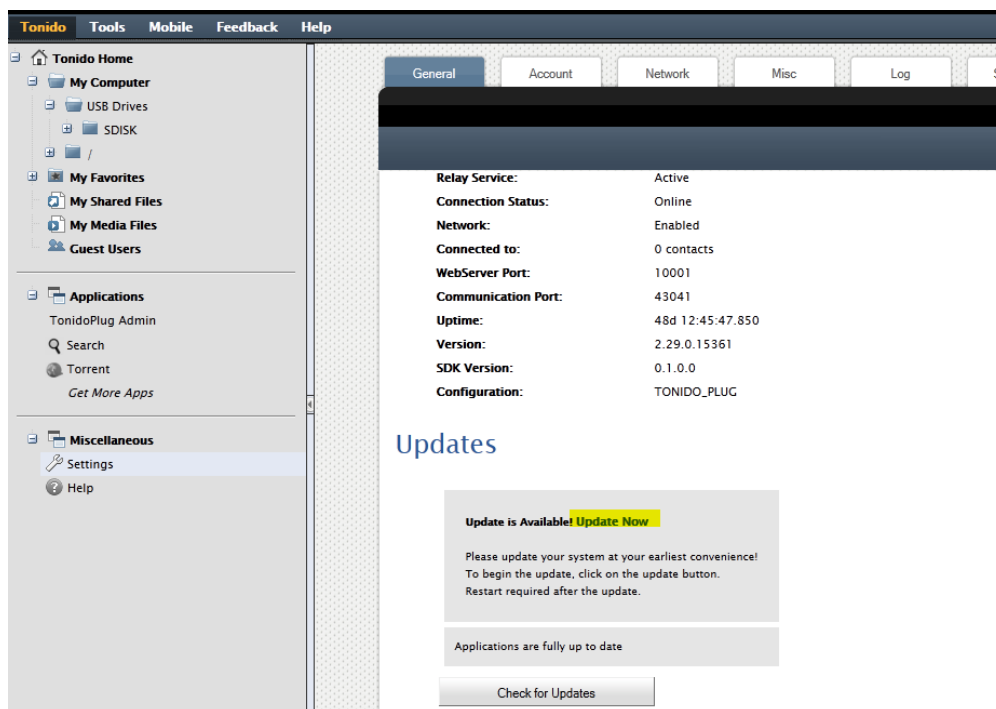 Tonido Tools Mobile Feedback Help
Tonido Home
My Computer
USB Drives
SDISK
/
My Favorites
My Shared Files
My Media Files
Guest Users
Applications
TonidoPlug Admin
Search
Torrent
Get More Apps
Miscellaneous
Settings
Help
General Account Network Misc Log
Relay Service: Active
Connection Status: Online
Network: Enabled
Connected to: 0 contacts
WebServer Port: 10001
Communication Port: 43041
Uptime: 48d 12:45:47.850
Version: 2.29.0.15361
SDK Version: 0.1.0.0
Configuration: TONIDO_PLUG
Updates
Update is Available! Update Now
Please update your system at your earliest convenience!
To begin the update, click on the update button.
Restart required after the update.
Applications are fully up to date
Check for Updates